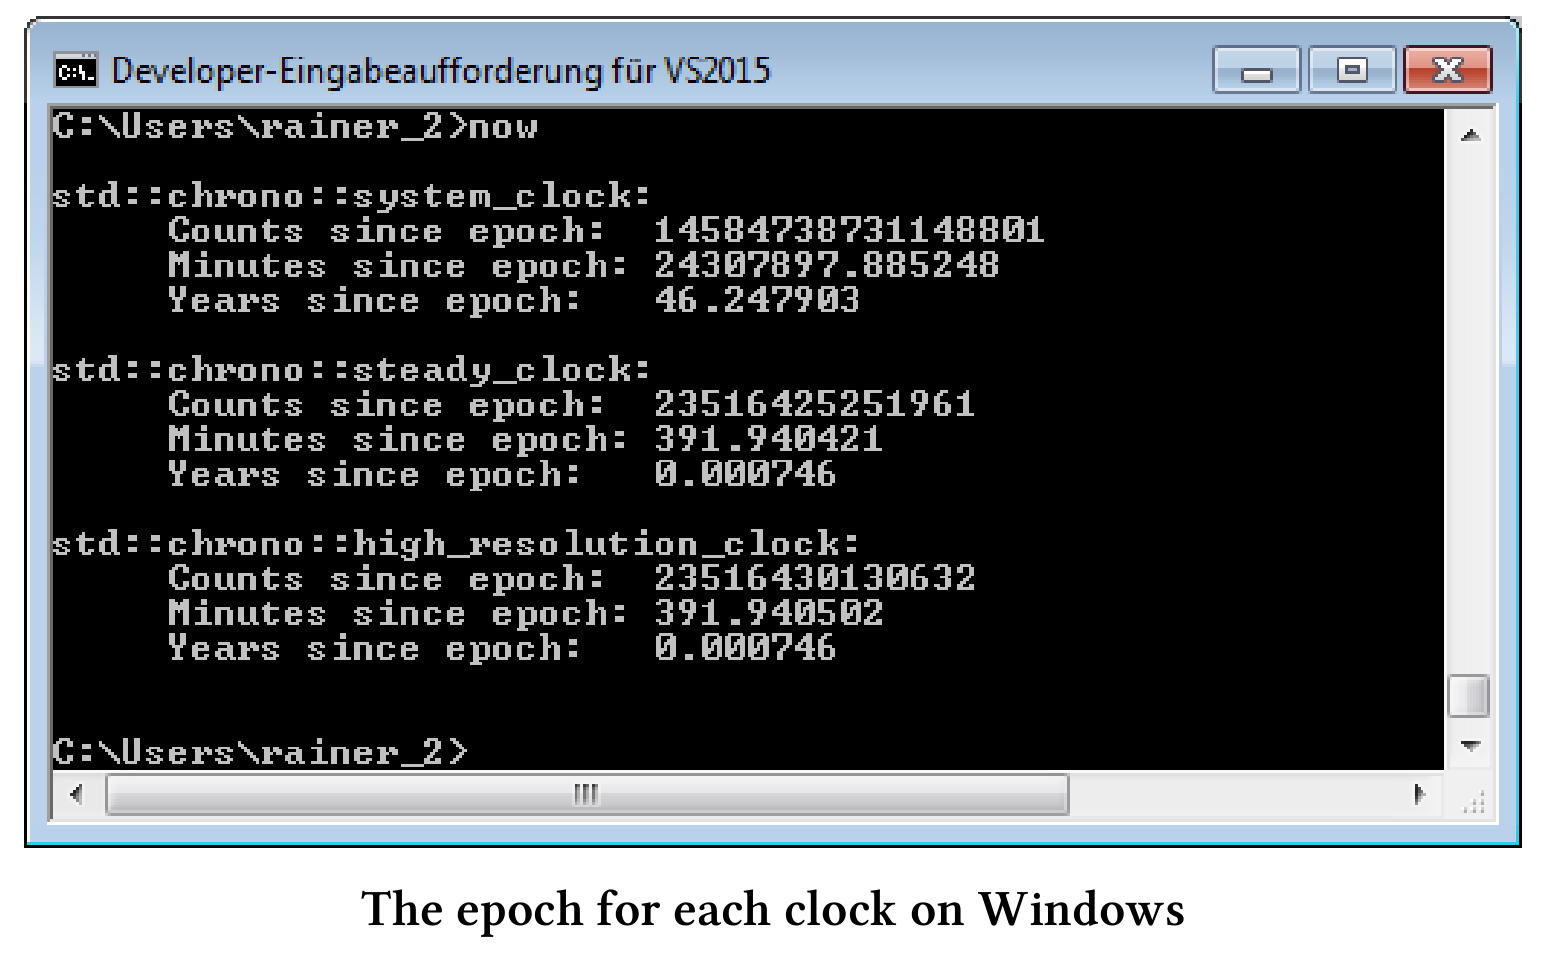 C:\. Developer-Eingabeaufforderung für VS2015
C:\Users\rainer_2>now
std::chrono::system_clock:
Counts since epoch: 14584738731148801
Minutes since epoch: 24307897.885248
Years since epoch: 46.247903
std::chrono::steady_clock:
Counts since epoch: 23516425251961
Minutes since epoch: 391.940421
Years since epoch: 0.000746
std::chrono::high_resolution_clock:
Counts since epoch: 23516430130632
Minutes since epoch: 391.940502
Years since epoch: 0.000746
C:\Users\rainer_2>
The epoch for each clock on Windows